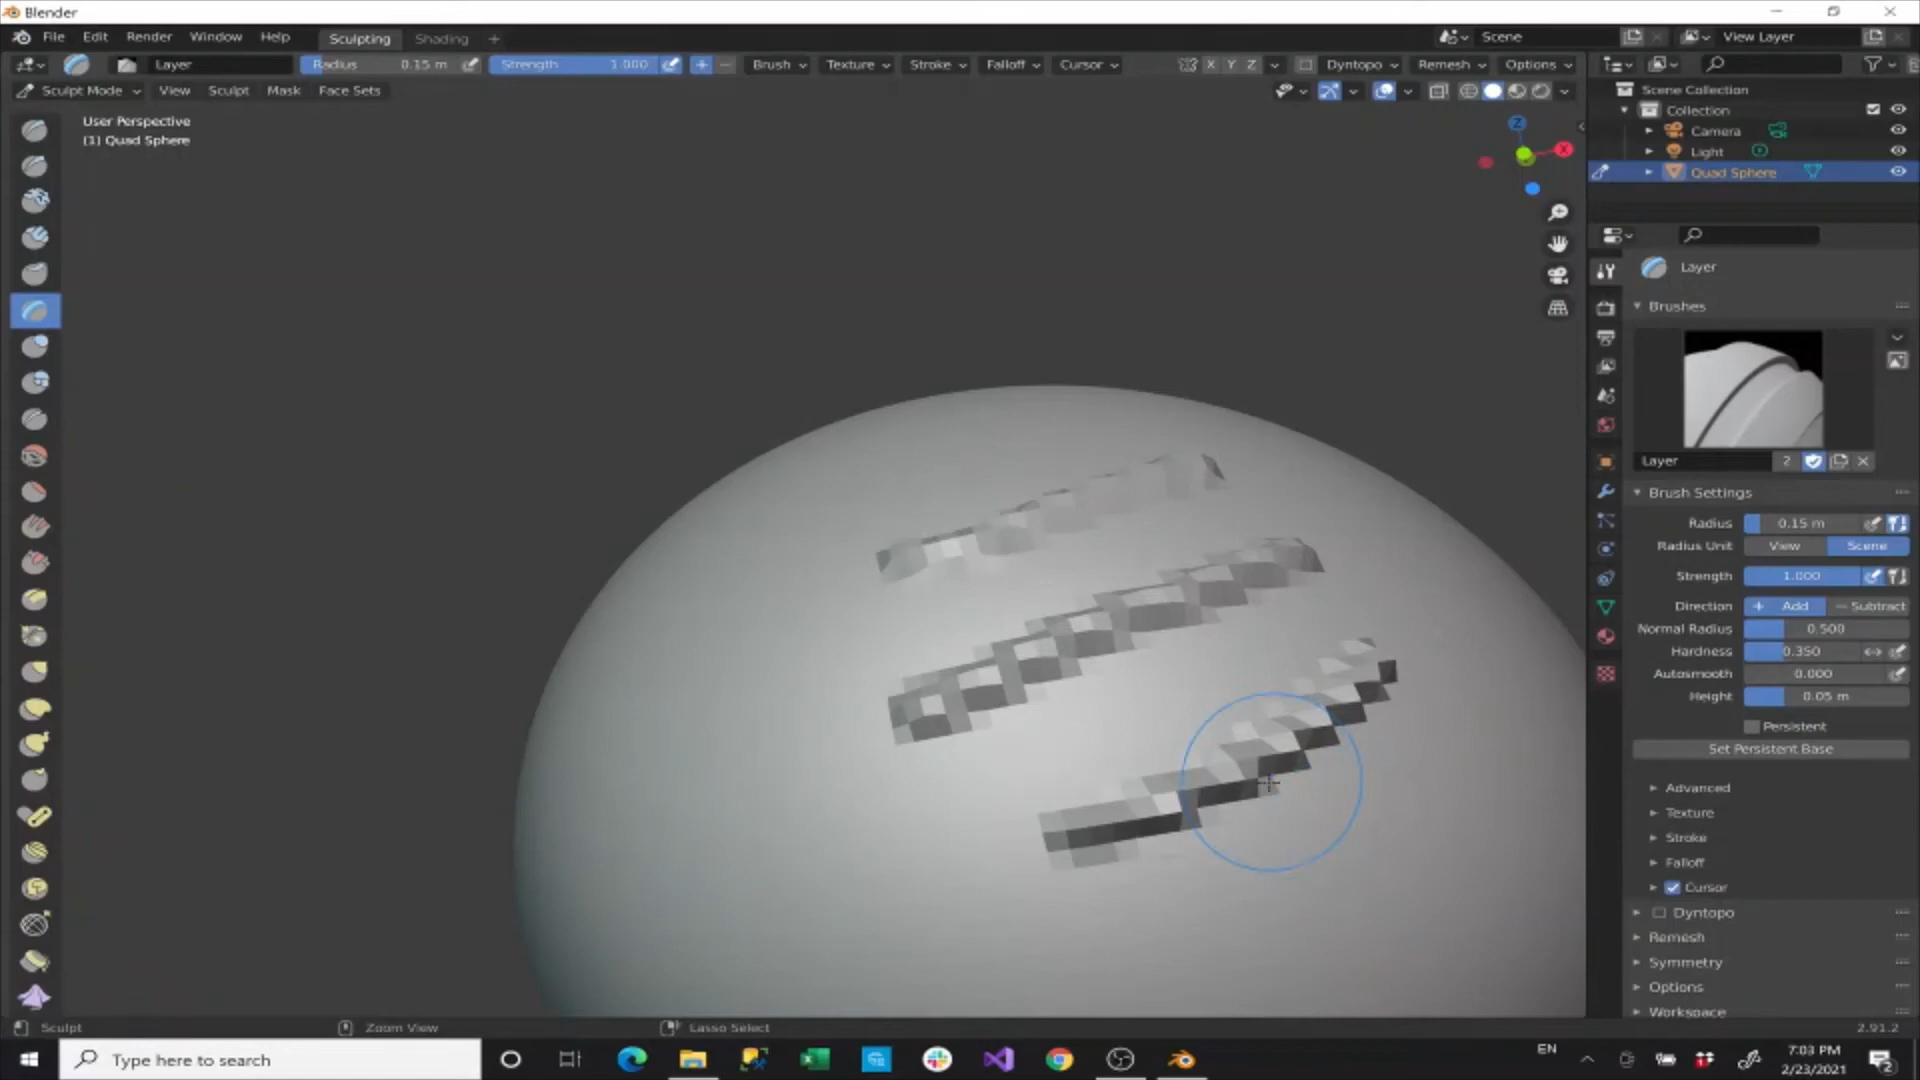 Blender
File Edit Render Window Help Sculpting Shading + Scene View Layer
Layer Radius 0.15 m Strength 1.000 + − Brush Texture Stroke Falloff Cursor X Y Z Dyntopo Remesh Options
Sculpt Mode View Sculpt Mask Face Sets
User Perspective
(1) Quad Sphere
Z
X
Scene Collection
Collection
Camera
Light
Quad Sphere
Layer
Brushes
Layer 2
Brush Settings
Radius 0.15 m
Radius Unit View Scene
Strength 1.000
Direction + Add − Subtract
Normal Radius 0.500
Hardness 0.350
Autosmooth 0.000
Height 0.05 m
Persistent
Set Persistent Base
Advanced
Texture
Stroke
Falloff
Cursor
Dyntopo
Remesh
Symmetry
Options
Workspace
Sculpt Zoom View Lasso Select 2.91.2
Type here to search
EN
7:03 PM
2/23/2021
2